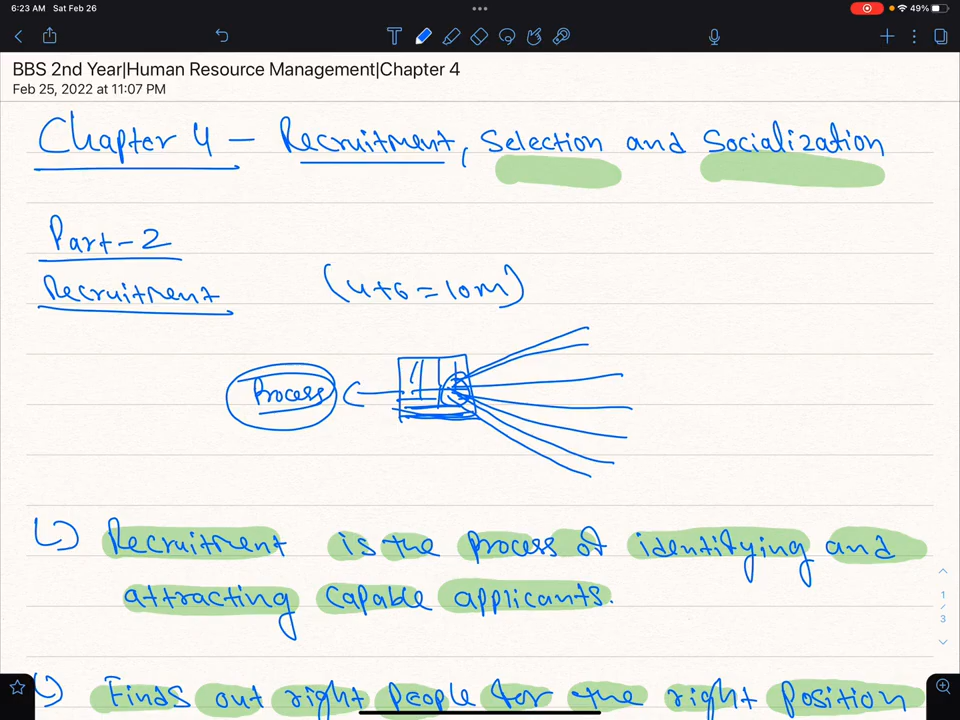 6:23 AM Sat Feb 26
49%
BBS 2nd Year|Human Resource Management|Chapter 4
Feb 25, 2022 at 11:07 PM
Chapter 4 - Recruitment, Selection and Socialization
Part-2
Recruitment (4+6=10m)
Process
Recruitment is the process of identifying and
attracting capable applicants.
1
/
3
Finds out right people for the right position